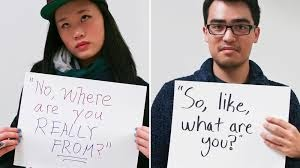 "No, where
are you
REALLY
FROM?"
"So, like,
what are
you?"